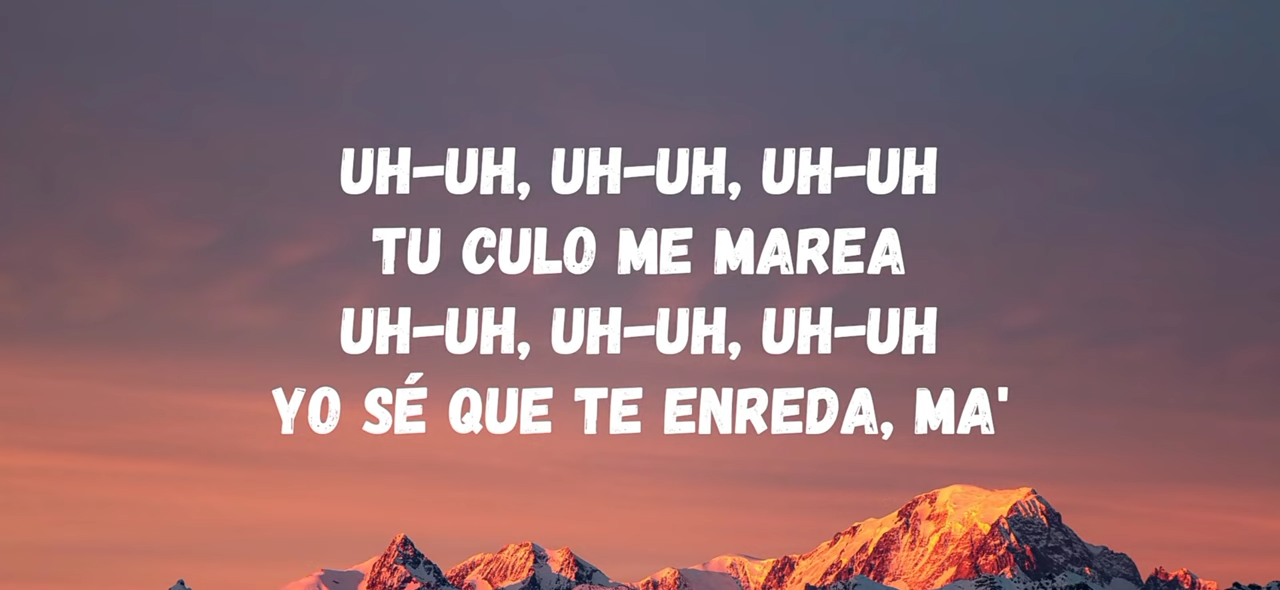 UH-UH, UH-UH, UH-UH
TU CULO ME MAREA
UH-UH, UH-UH, UH-UH
YO SÉ QUE TE ENREDA, MA'